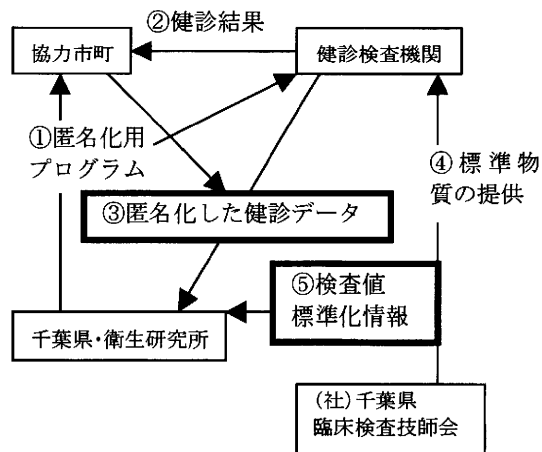 ②健診結果
協力市町
健診検査機関
①匿名化用
プログラム
④標準物
質の提供
③匿名化した健診データ
⑤検査値
標準化情報
千葉県・衛生研究所
(社)千葉県
臨床検査技師会